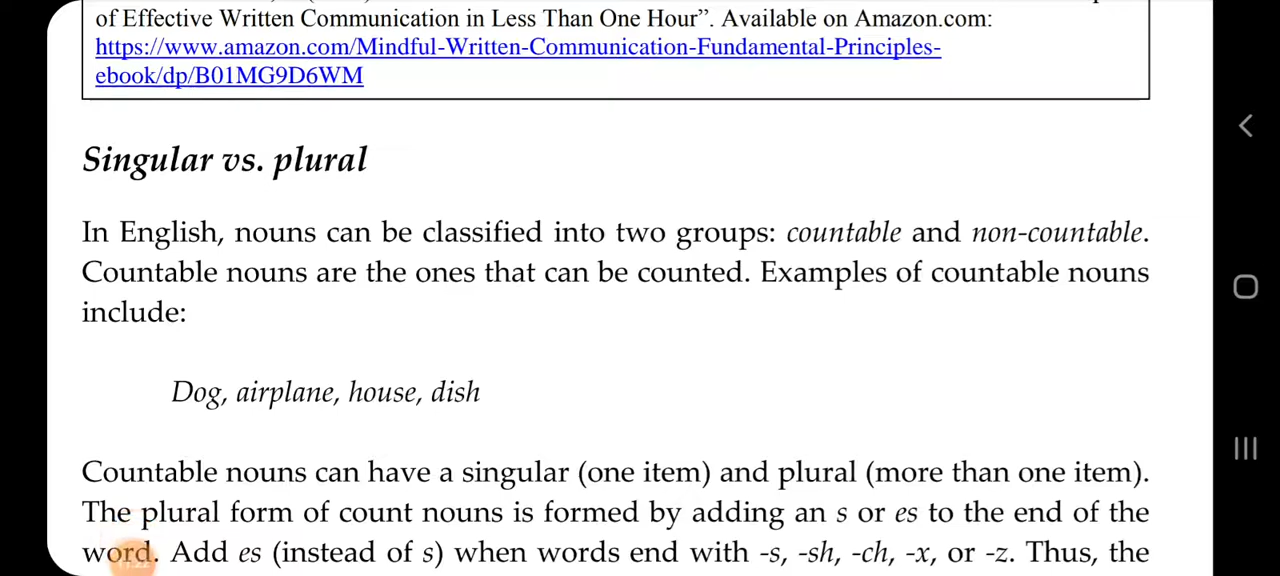 of Effective Written Communication in Less Than One Hour”. Available on Amazon.com:
https://www.amazon.com/Mindful-Written-Communication-Fundamental-Principles-
ebook/dp/B01MG9D6WM
Singular vs. plural
In English, nouns can be classified into two groups: countable and non-countable.
Countable nouns are the ones that can be counted. Examples of countable nouns
include:
Dog, airplane, house, dish
Countable nouns can have a singular (one item) and plural (more than one item).
The plural form of count nouns is formed by adding an s or es to the end of the
word. Add es (instead of s) when words end with -s, -sh, -ch, -x, or -z. Thus, the